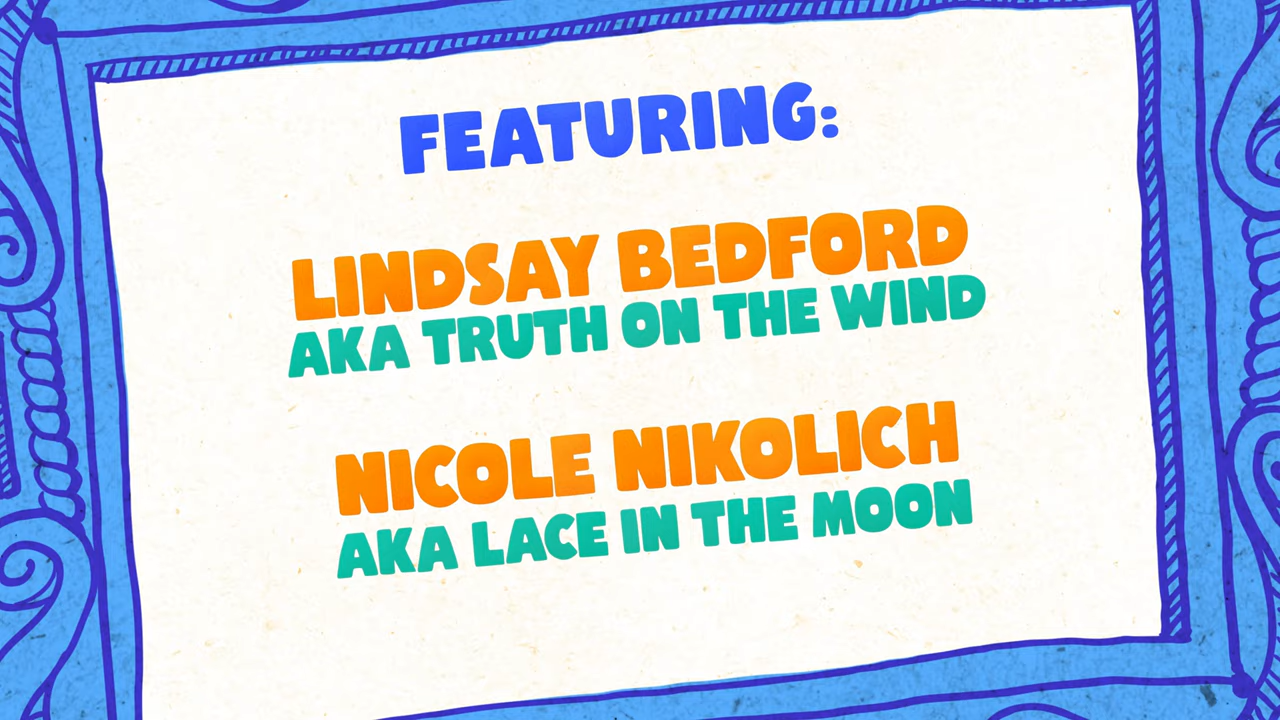 FEATURING:
LINDSAY BEDFORD
AKA TRUTH ON THE WIND
NICOLE NIKOLICH
AKA LACE IN THE MOON